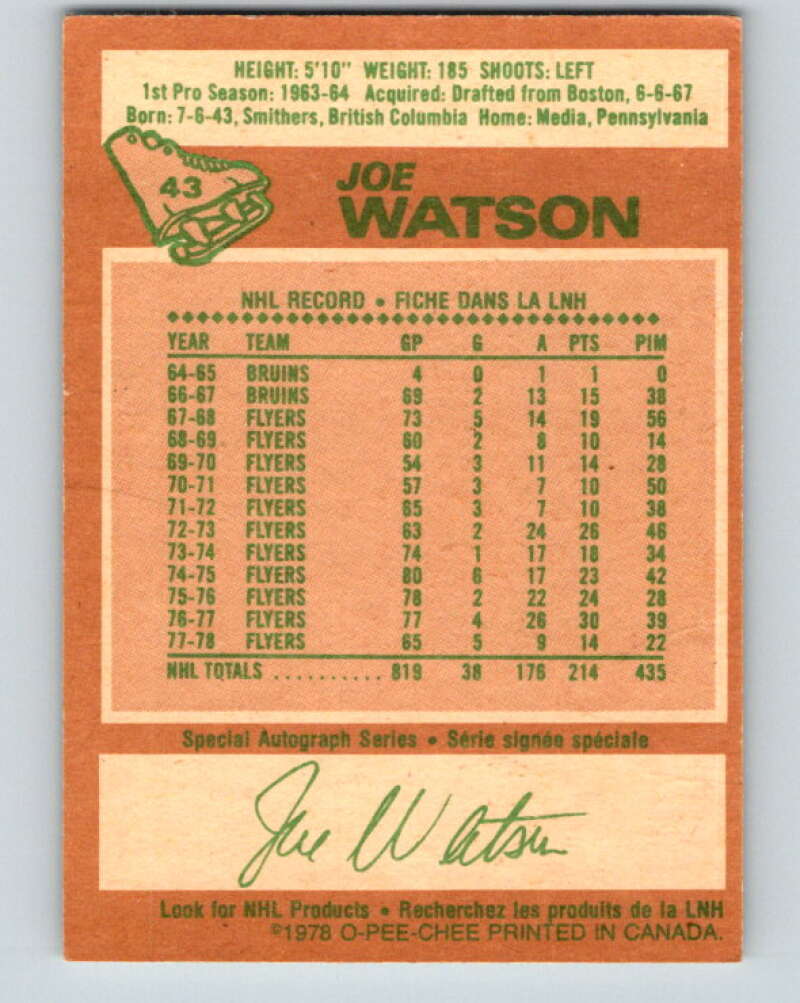 HEIGHT: 5'10" WEIGHT: 185 SHOOTS: LEFT
1st Pro Season: 1963-64 Acquired: Drafted from Boston, 6-6-67
Born: 7-6-43, Smithers, British Columbia Home: Media, Pennsylvania
43
JOE
WATSON
NHL RECORD • FICHE DANS LA LNH
YEAR TEAM GP G A PTS PIM
64-65 BRUINS 4 0 1 1 0
66-67 BRUINS 69 2 13 15 38
67-68 FLYERS 73 5 14 19 56
68-69 FLYERS 60 2 8 10 14
69-70 FLYERS 54 3 11 14 28
70-71 FLYERS 57 3 7 10 50
71-72 FLYERS 65 3 7 10 38
72-73 FLYERS 63 2 24 26 46
73-74 FLYERS 74 1 17 18 34
74-75 FLYERS 80 6 17 23 42
75-76 FLYERS 78 2 22 24 28
76-77 FLYERS 77 4 26 30 39
77-78 FLYERS 65 5 9 14 22
NHL TOTALS .......... 819 38 176 214 435
Special Autograph Series • Série signée spéciale
Joe Watson
Look for NHL Products • Recherchez les produits de la LNH
©1978 O-PEE-CHEE PRINTED IN CANADA.